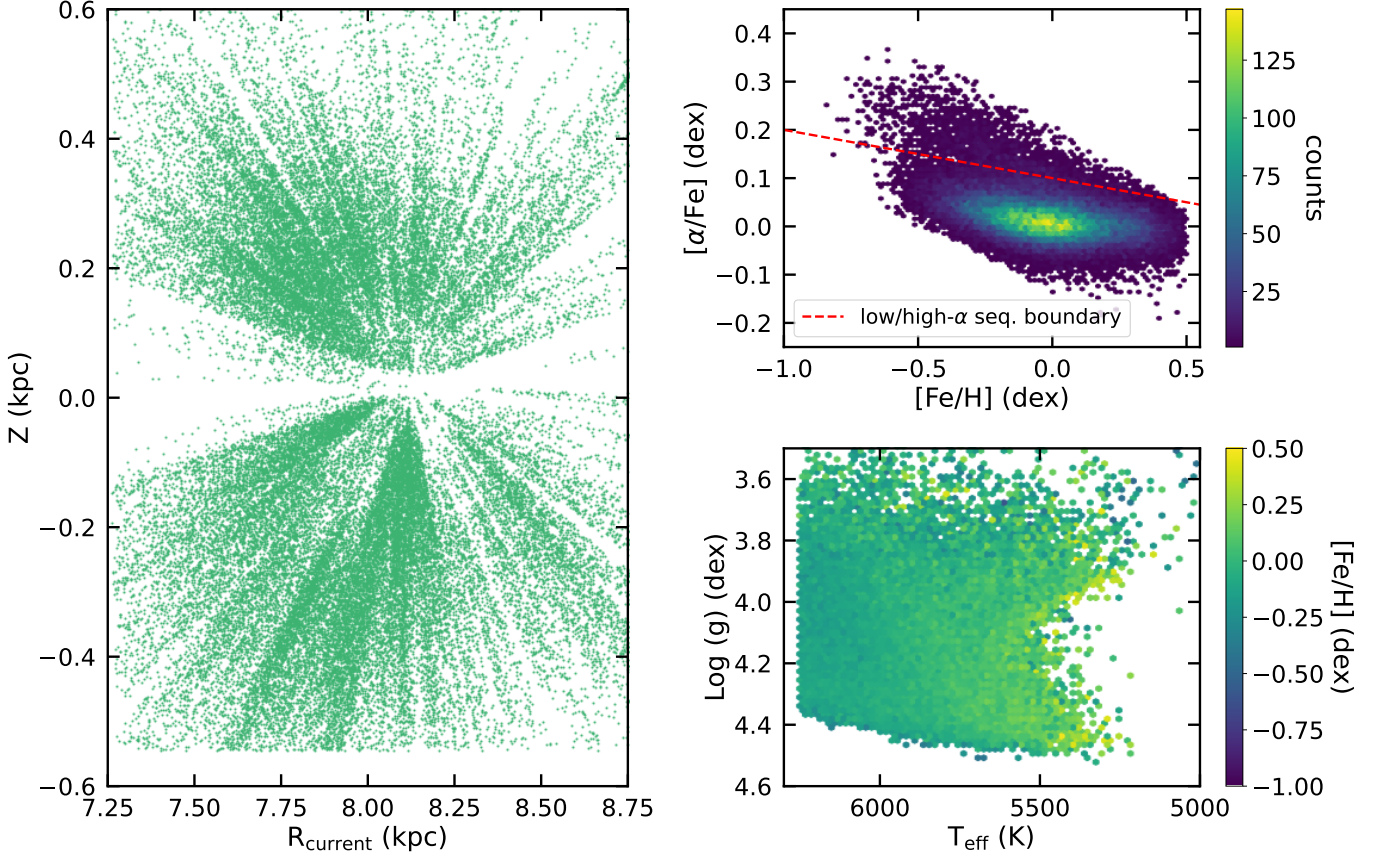 0.6
0.4
0.2
0.0
−0.2
−0.4
−0.6
Z (kpc)
7.25 7.50 7.75 8.00 8.25 8.50 8.75
R_current (kpc)
0.4
0.3
0.2
0.1
0.0
−0.1
−0.2
[α/Fe] (dex)
low/high-α seq. boundary
−1.0 −0.5 0.0 0.5
[Fe/H] (dex)
125
100
75
50
25
counts
3.6
3.8
4.0
4.2
4.4
4.6
Log (g) (dex)
6000 5500 5000
T_eff (K)
0.50
0.25
0.00
−0.25
−0.50
−0.75
−1.00
[Fe/H] (dex)